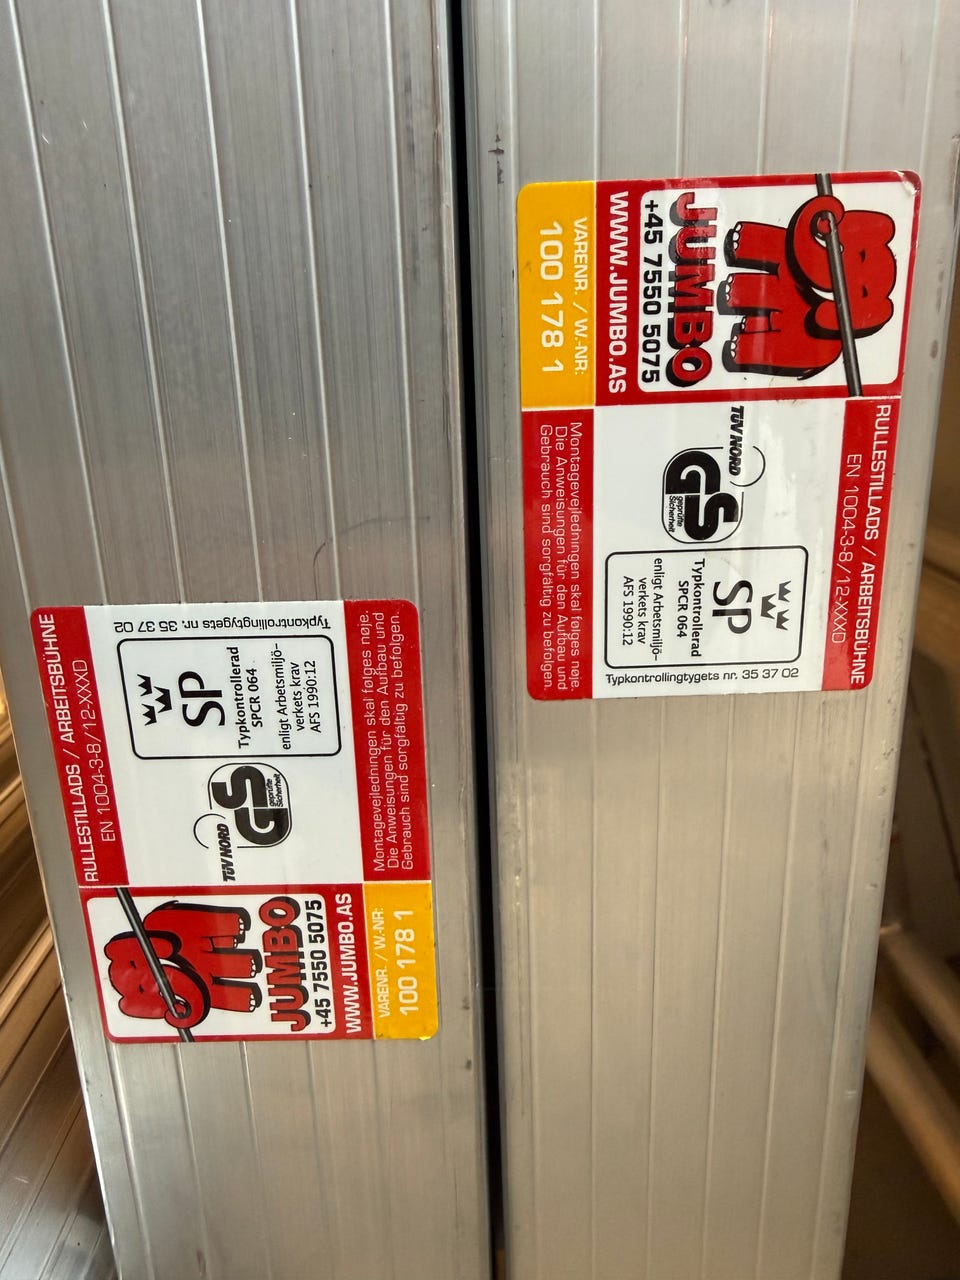 RULLESTILLADS / ARBEITSBÜHNE
EN 1004-3-8/12-XXXD
JUMBO
+45 7550 5075
WWW.JUMBO.AS
VARENR. / W.-NR:
100 178 1
TÜV NORD
GS
geprüfte
Sicherheit
SP
Typkontrollerad
SPCR 064
enligt Arbetsmiljö-
verkets krav
AFS 1990:12
Typkontrollingtygets nr. 35 37 02
Montagevejledningen skal følges nøje.
Die Anweisungen für den Aufbau und
Gebrauch sind sorgfältig zu befolgen.
RULLESTILLADS / ARBEITSBÜHNE
EN 1004-3-8/12-XXXD
JUMBO
+45 7550 5075
WWW.JUMBO.AS
VARENR. / W.-NR:
100 178 1
TÜV NORD
GS
geprüfte
Sicherheit
SP
Typkontrollerad
SPCR 064
enligt Arbetsmiljö-
verkets krav
AFS 1990:12
Typkontrollingtygets nr. 35 37 02
Montagevejledningen skal følges nøje.
Die Anweisungen für den Aufbau und
Gebrauch sind sorgfältig zu befolgen.